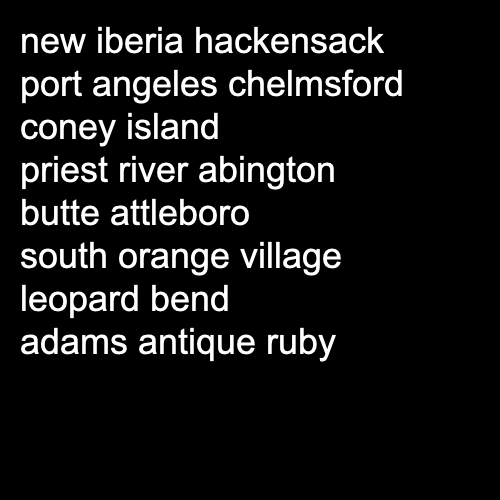 new iberia hackensack
port angeles chelmsford
coney island
priest river abington
butte attleboro
south orange village
leopard bend
adams antique ruby